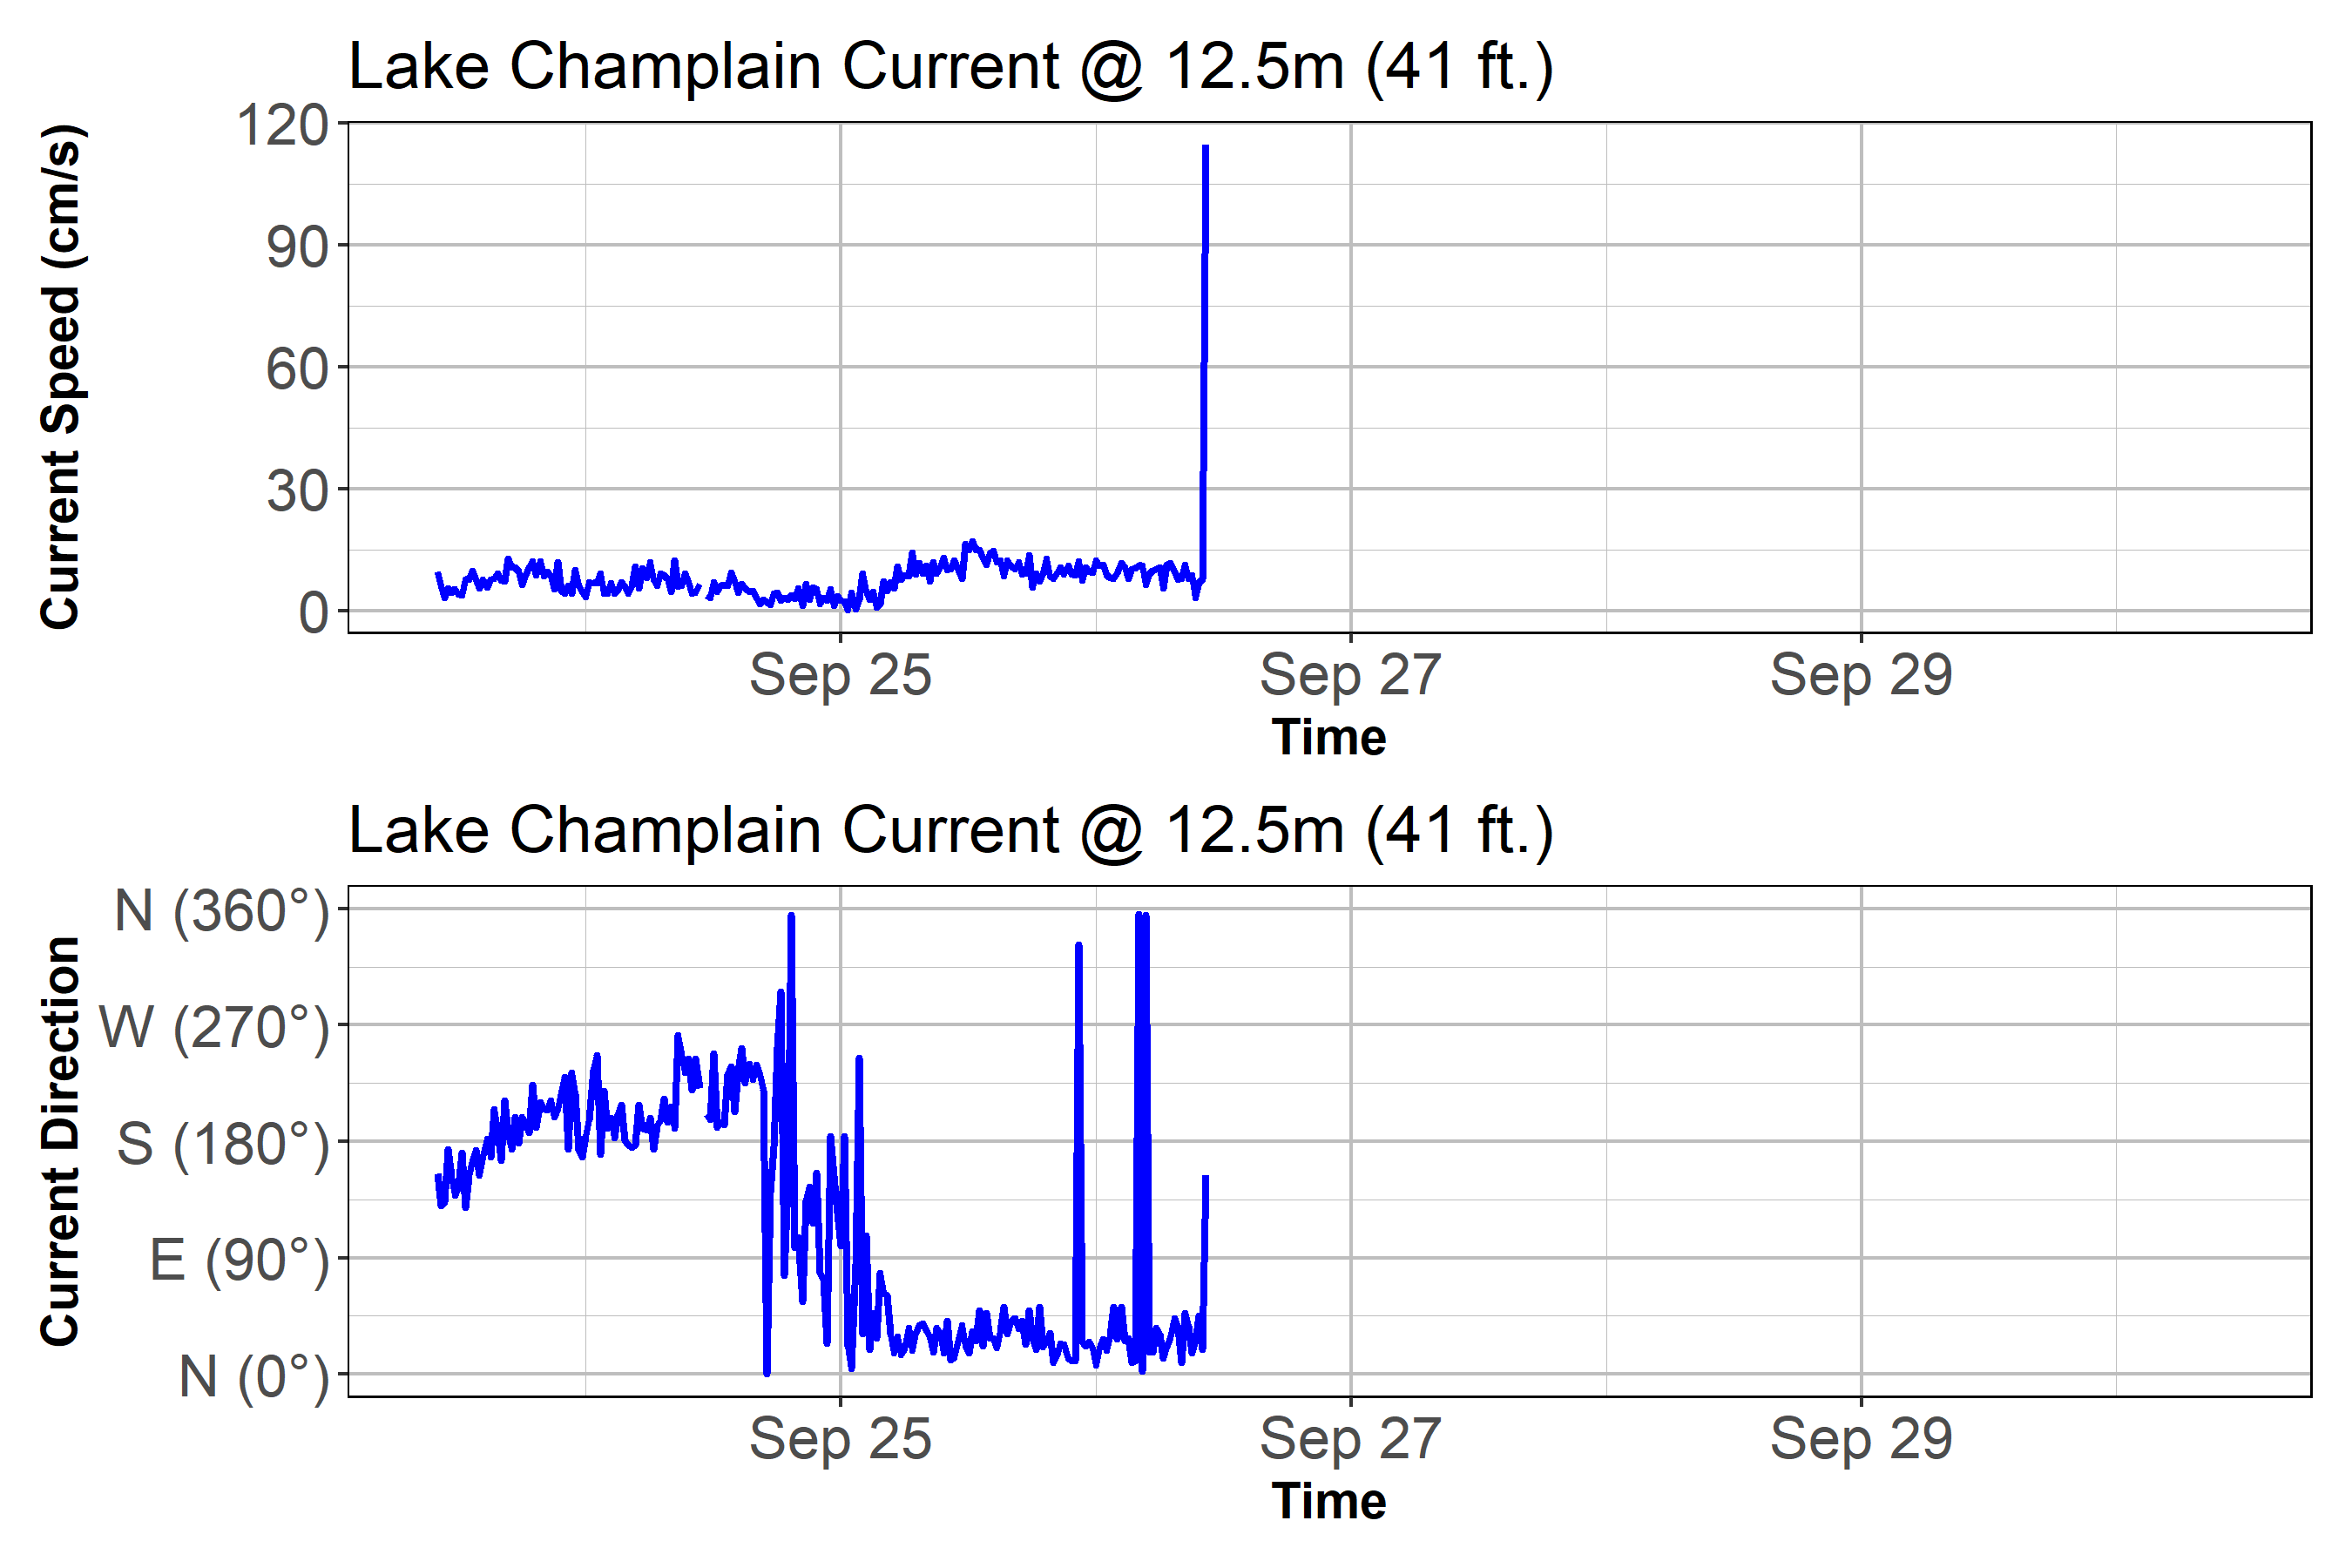 Lake Champlain Current @ 12.5m (41 ft.)
Current Speed (cm/s)
120
90
60
30
0
Sep 25 Sep 27 Sep 29
Time
Lake Champlain Current @ 12.5m (41 ft.)
Current Direction
N (360°)
W (270°)
S (180°)
E (90°)
N (0°)
Sep 25 Sep 27 Sep 29
Time